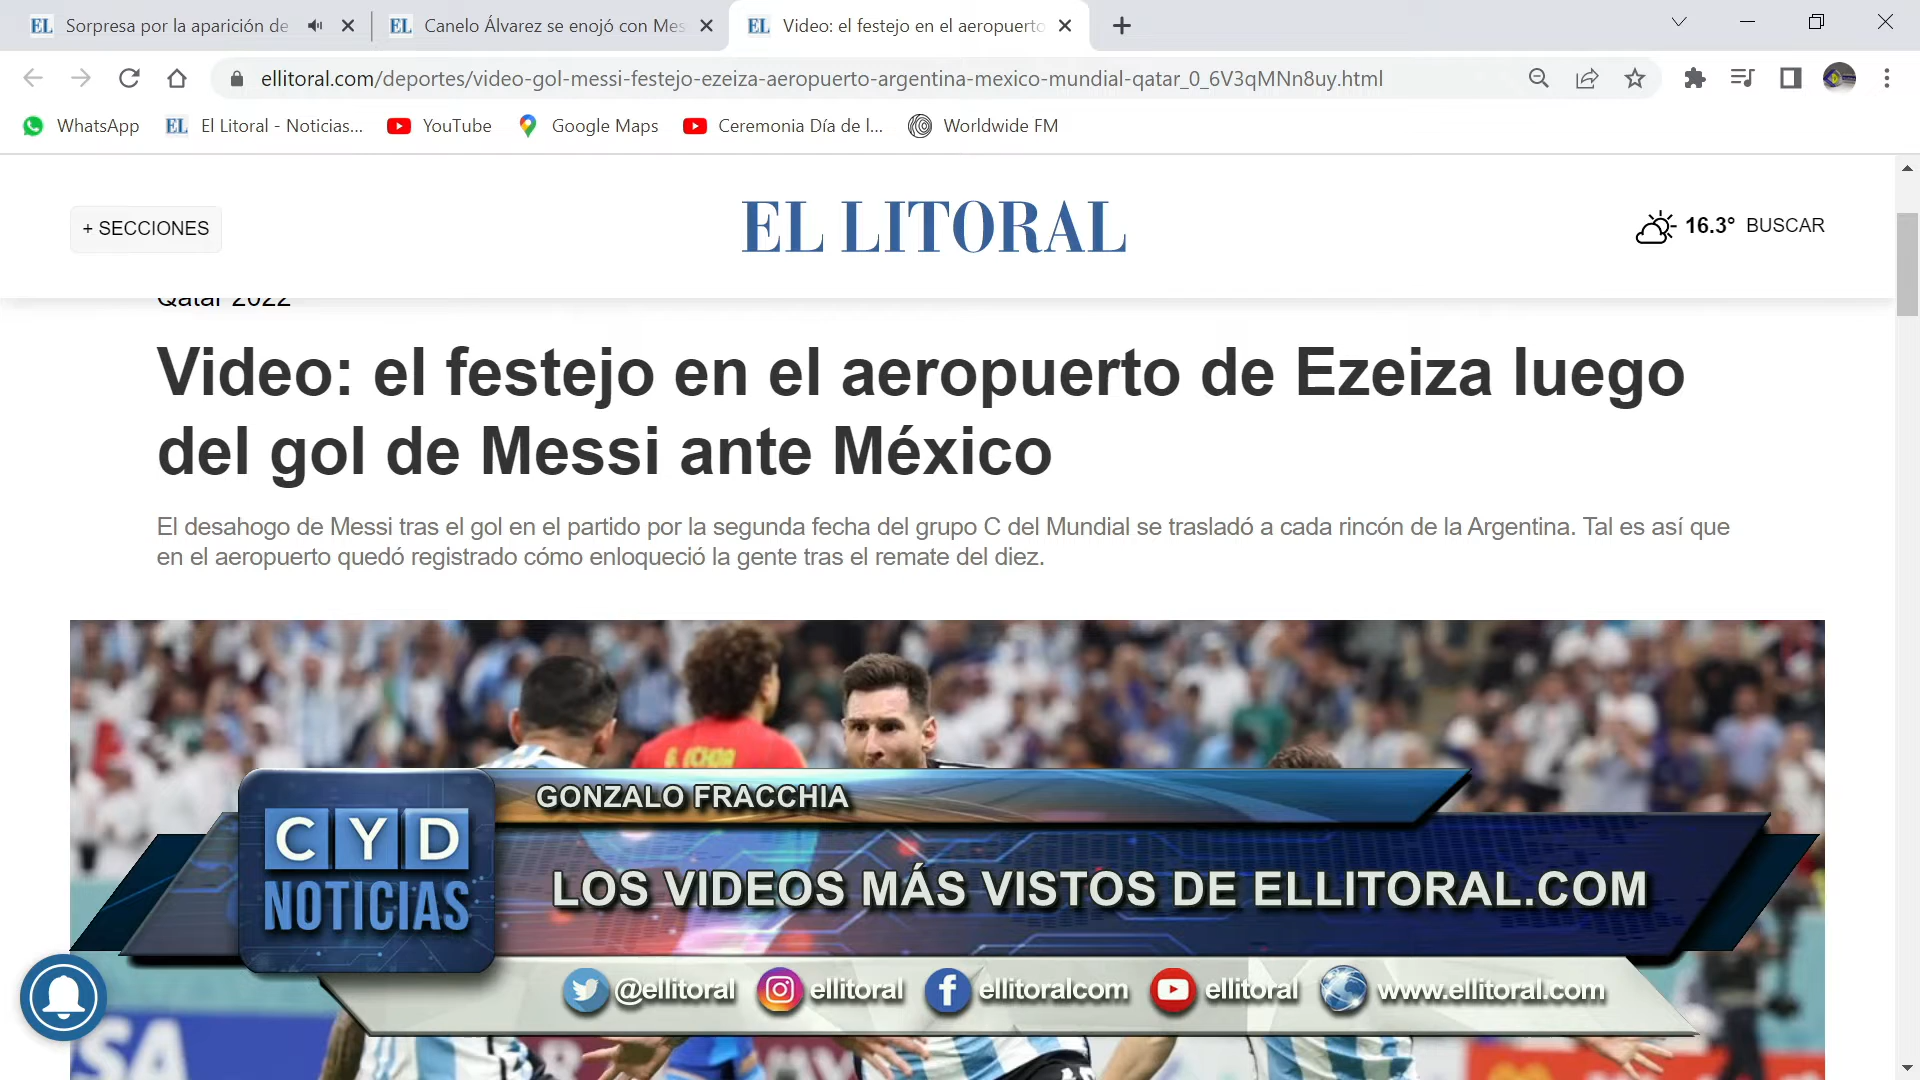 EL Sorpresa por la aparición de
EL Canelo Álvarez se enojó con Mes
EL Video: el festejo en el aeropuerto
ellitoral.com/deportes/video-gol-messi-festejo-ezeiza-aeropuerto-argentina-mexico-mundial-qatar_0_6V3qMNn8uy.html
WhatsApp
EL El Litoral - Noticias...
YouTube
Google Maps
Ceremonia Día de l...
Worldwide FM
+ SECCIONES
EL LITORAL
16.3° BUSCAR
Qatar 2022
Video: el festejo en el aeropuerto de Ezeiza luego
del gol de Messi ante México
El desahogo de Messi tras el gol en el partido por la segunda fecha del grupo C del Mundial se trasladó a cada rincón de la Argentina. Tal es así que
en el aeropuerto quedó registrado cómo enloqueció la gente tras el remate del diez.
GONZALO FRACCHIA
CYD
NOTICIAS
LOS VIDEOS MÁS VISTOS DE ELLITORAL.COM
@ellitoral
ellitoral
ellitoralcom
ellitoral
www.ellitoral.com